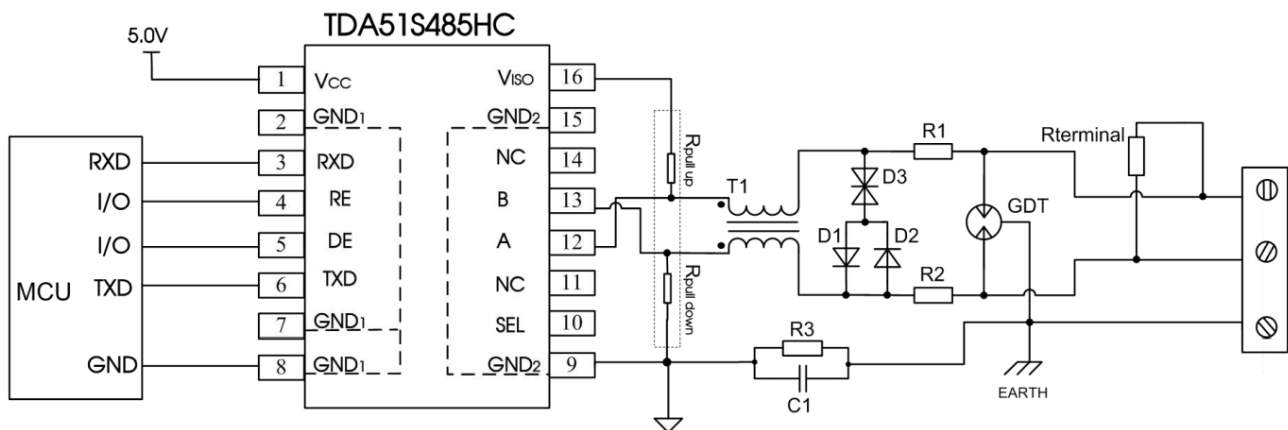 TDA51S485HC
5.0V
1 VCC VISO 16
2 GND1 GND2 15
RXD 3 RXD NC 14
I/O 4 RE B 13
I/O 5 DE A 12
MCU TXD 6 TXD NC 11
7 GND1 SEL 10
GND 8 GND1 GND2 9
Rpull up
Rpull down
T1
D3
D1
D2
R1
R2
GDT
Rterminal
R3
C1
EARTH